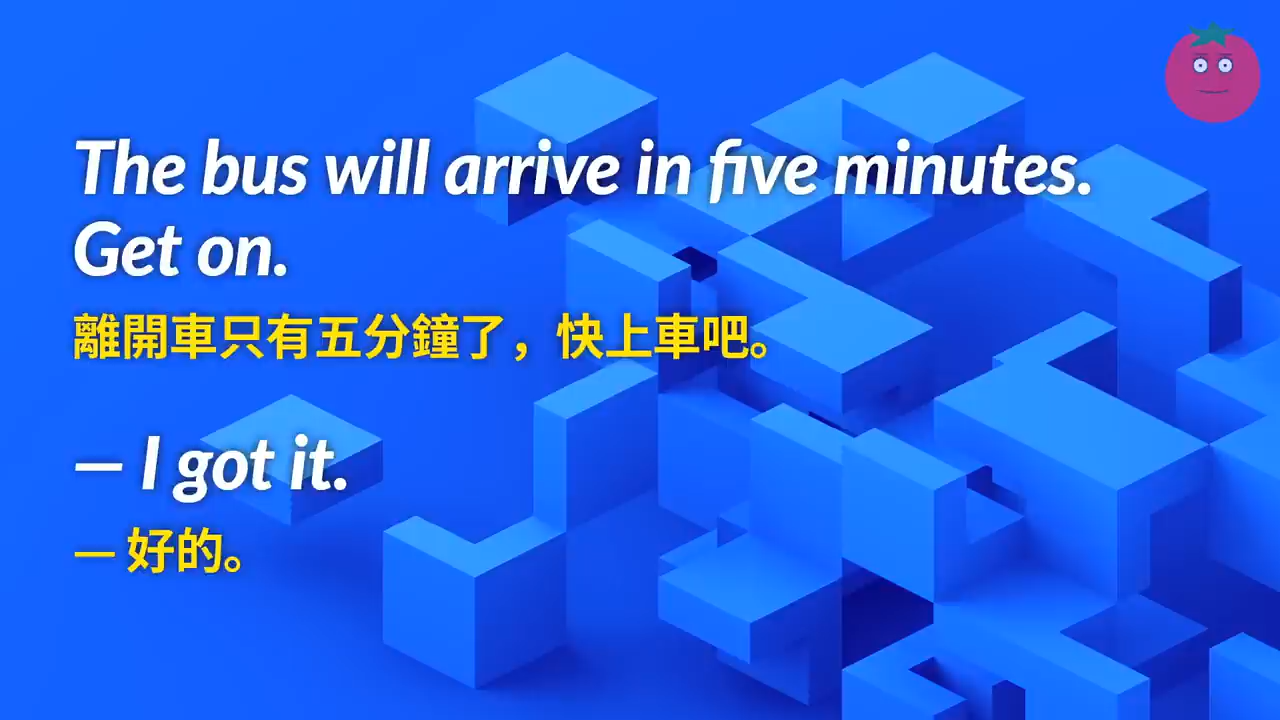 The bus will arrive in five minutes.
Get on.
離開車只有五分鐘了，快上車吧。
— I got it.
— 好的。